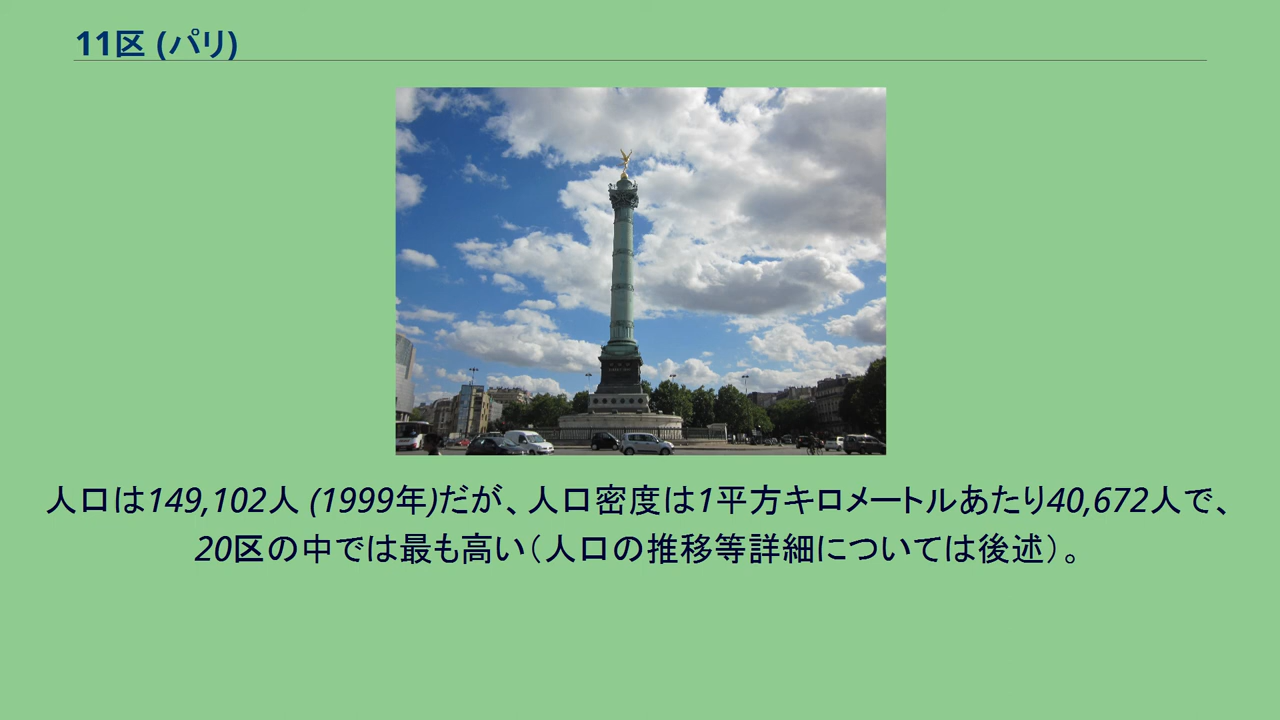 11区 (パリ)
人口は149,102人 (1999年)だが、人口密度は1平方キロメートルあたり40,672人で、
20区の中では最も高い（人口の推移等詳細については後述）。